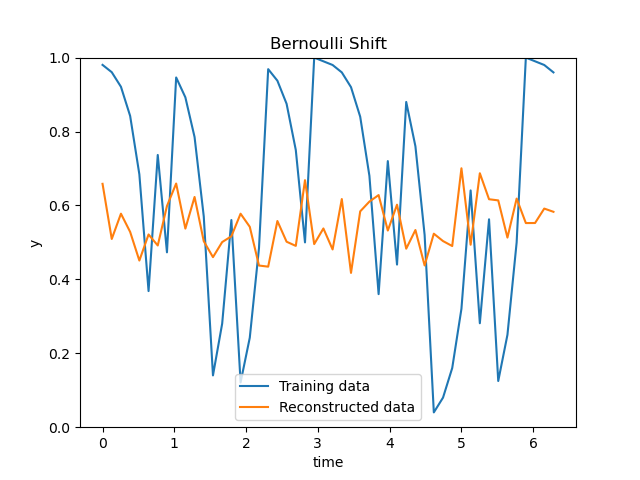 Bernoulli Shift
1.0
0.8
0.6
0.4
0.2
0.0
y
Training data
Reconstructed data
0 1 2 3 4 5 6
time